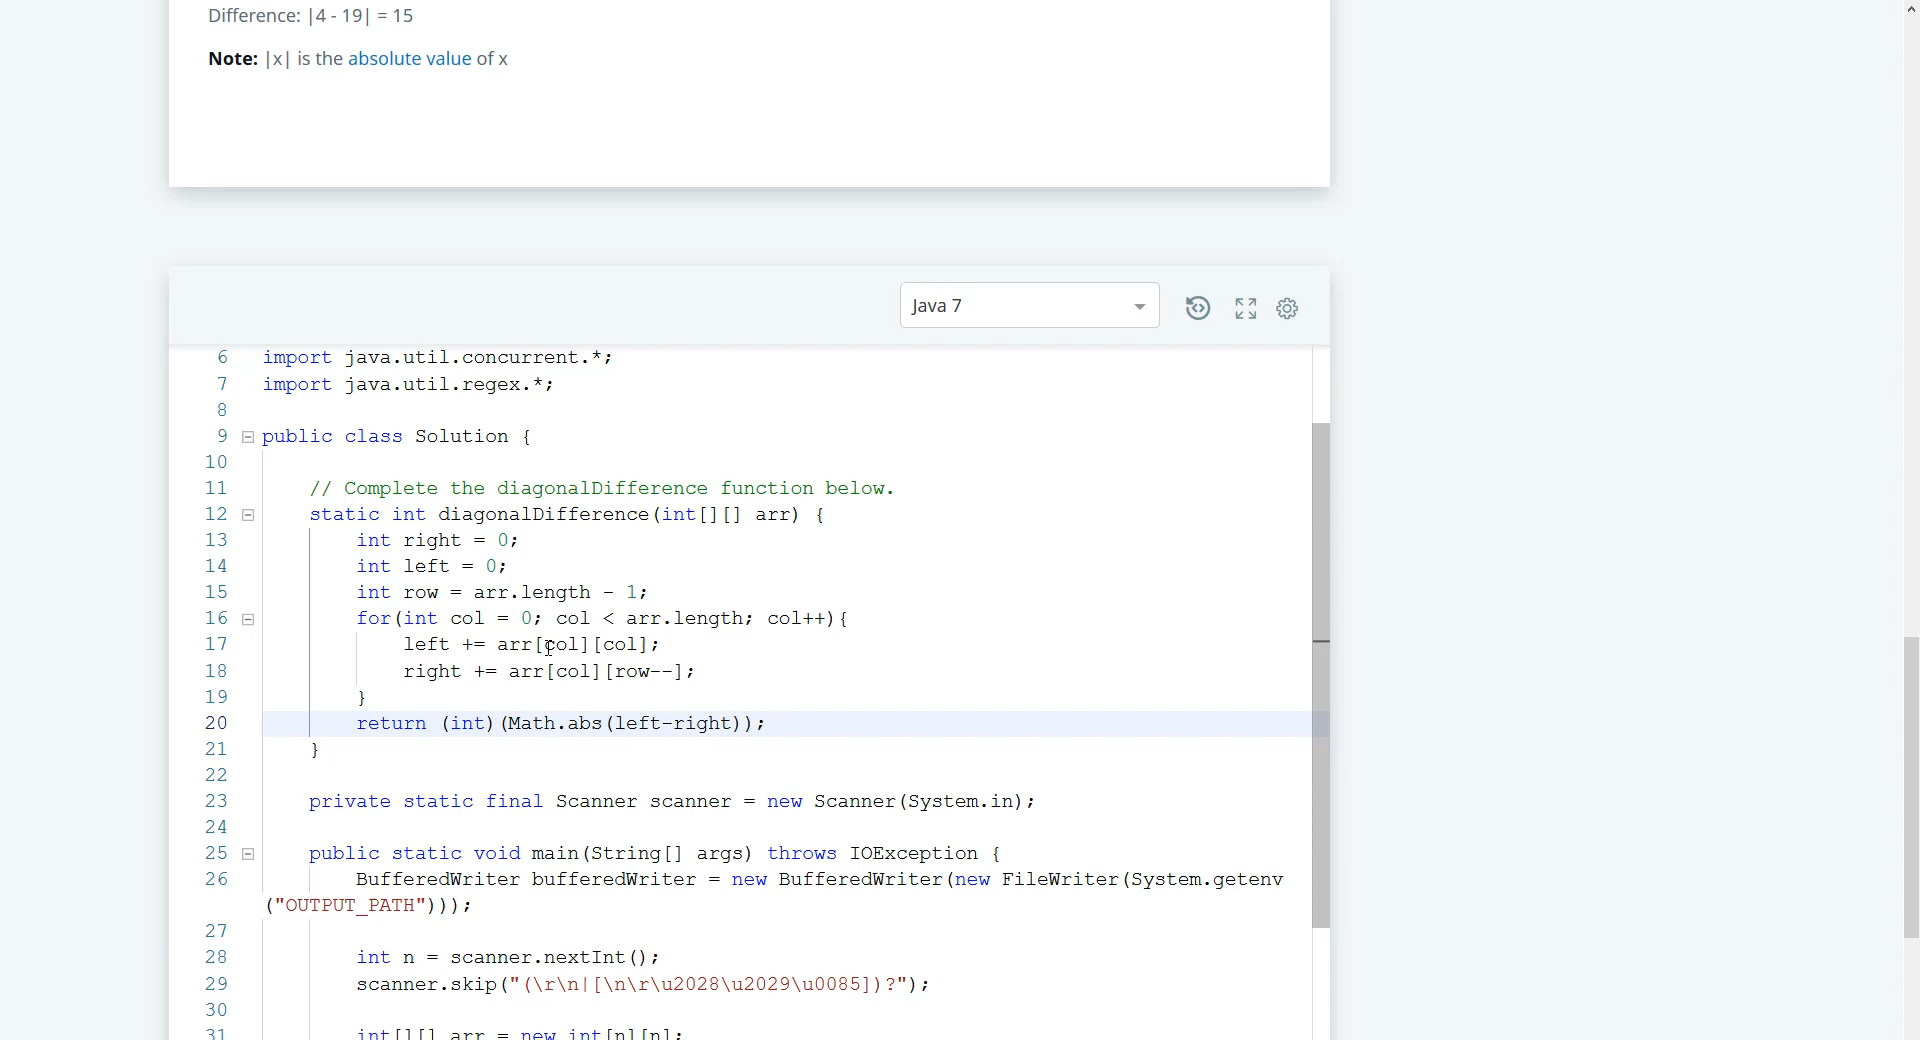 Difference: |4 - 19| = 15
Note: |x| is the absolute value of x
Java 7
6 import java.util.concurrent.*;
7 import java.util.regex.*;
8
9 public class Solution {
10
11 // Complete the diagonalDifference function below.
12 static int diagonalDifference(int[][] arr) {
13 int right = 0;
14 int left = 0;
15 int row = arr.length - 1;
16 for(int col = 0; col < arr.length; col++){
17 left += arr[col][col];
18 right += arr[col][row--];
19 }
20 return (int)(Math.abs(left-right));
21 }
22
23 private static final Scanner scanner = new Scanner(System.in);
24
25 public static void main(String[] args) throws IOException {
26 BufferedWriter bufferedWriter = new BufferedWriter(new FileWriter(System.getenv
("OUTPUT_PATH")));
27
28 int n = scanner.nextInt();
29 scanner.skip("(\r\n|[\n\r\u2028\u2029\u0085])?");
30
31 int[][] arr = new int[n][n];